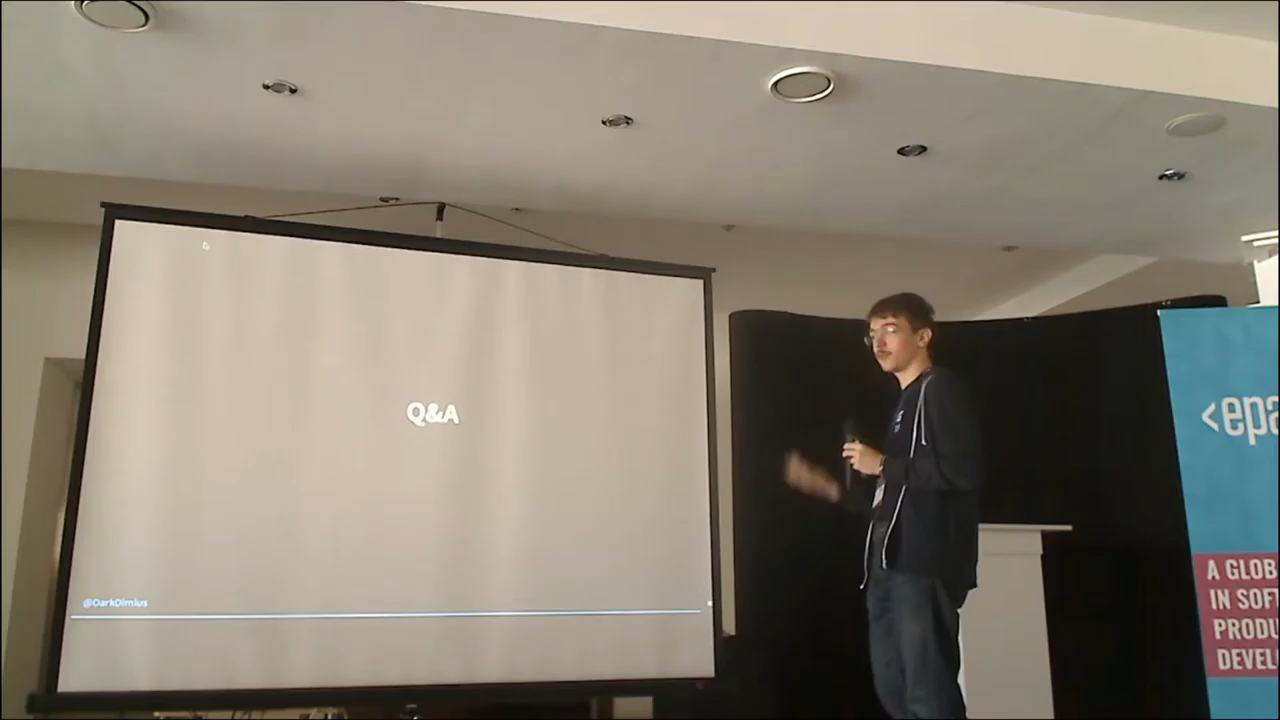 Q&A
@DarkDimius
<epa
A GLOB
IN SOFT
PRODU
DEVEL